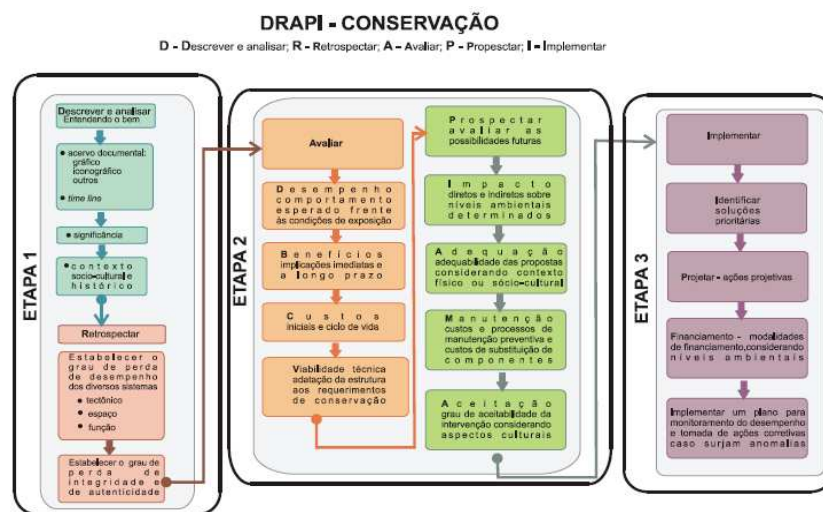 DRAPI - CONSERVAÇÃO
D - Descrever e analisar; R - Retrospectar; A - Avaliar; P - Propesctar; I - Implementar
ETAPA 1
Descrever e analisar
Entendendo o bem
• acervo documental:
gráfico
iconográfico
outros
• time line
• significância
• contexto
socio-cultural e
histórico
Retrospectar
Estabelecer o
grau de perda
de desempenho
dos diversos sistemas
• tectônico
• espaço
• função
Estabelecer o grau de
perda de
integridade e
de autenticidade
ETAPA 2
Avaliar
Desempenho
comportamento
esperado frente
às condições de exposição
Benefícios
implicações imediatas e
a longo prazo
Custos
iniciais e ciclo de vida
Viabilidade técnica
adatação da estrutura
aos requerimentos
de conservação
Prospectar
avaliar as
possibilidades futuras
Impacto
diretos e indiretos sobre
níveis ambientais
determinados
Adequação
adequabilidade das propostas
considerando contexto
físico ou sócio-cultural
Manutenção
custos e processos de
manutenção preventiva e
custos de substituição de
componentes
Aceitação
grau de aceitabilidade da
intervenção considerando
aspectos culturais
ETAPA 3
Implementar
Identificar
soluções
prioritárias
Projetar - ações projetivas
Financiamento - modalidades
de financiamento,considerando
níveis ambientais
Implementar um plano para
monitoramento do desempenho
e tomada de ações corretivas
caso surjam anomalias